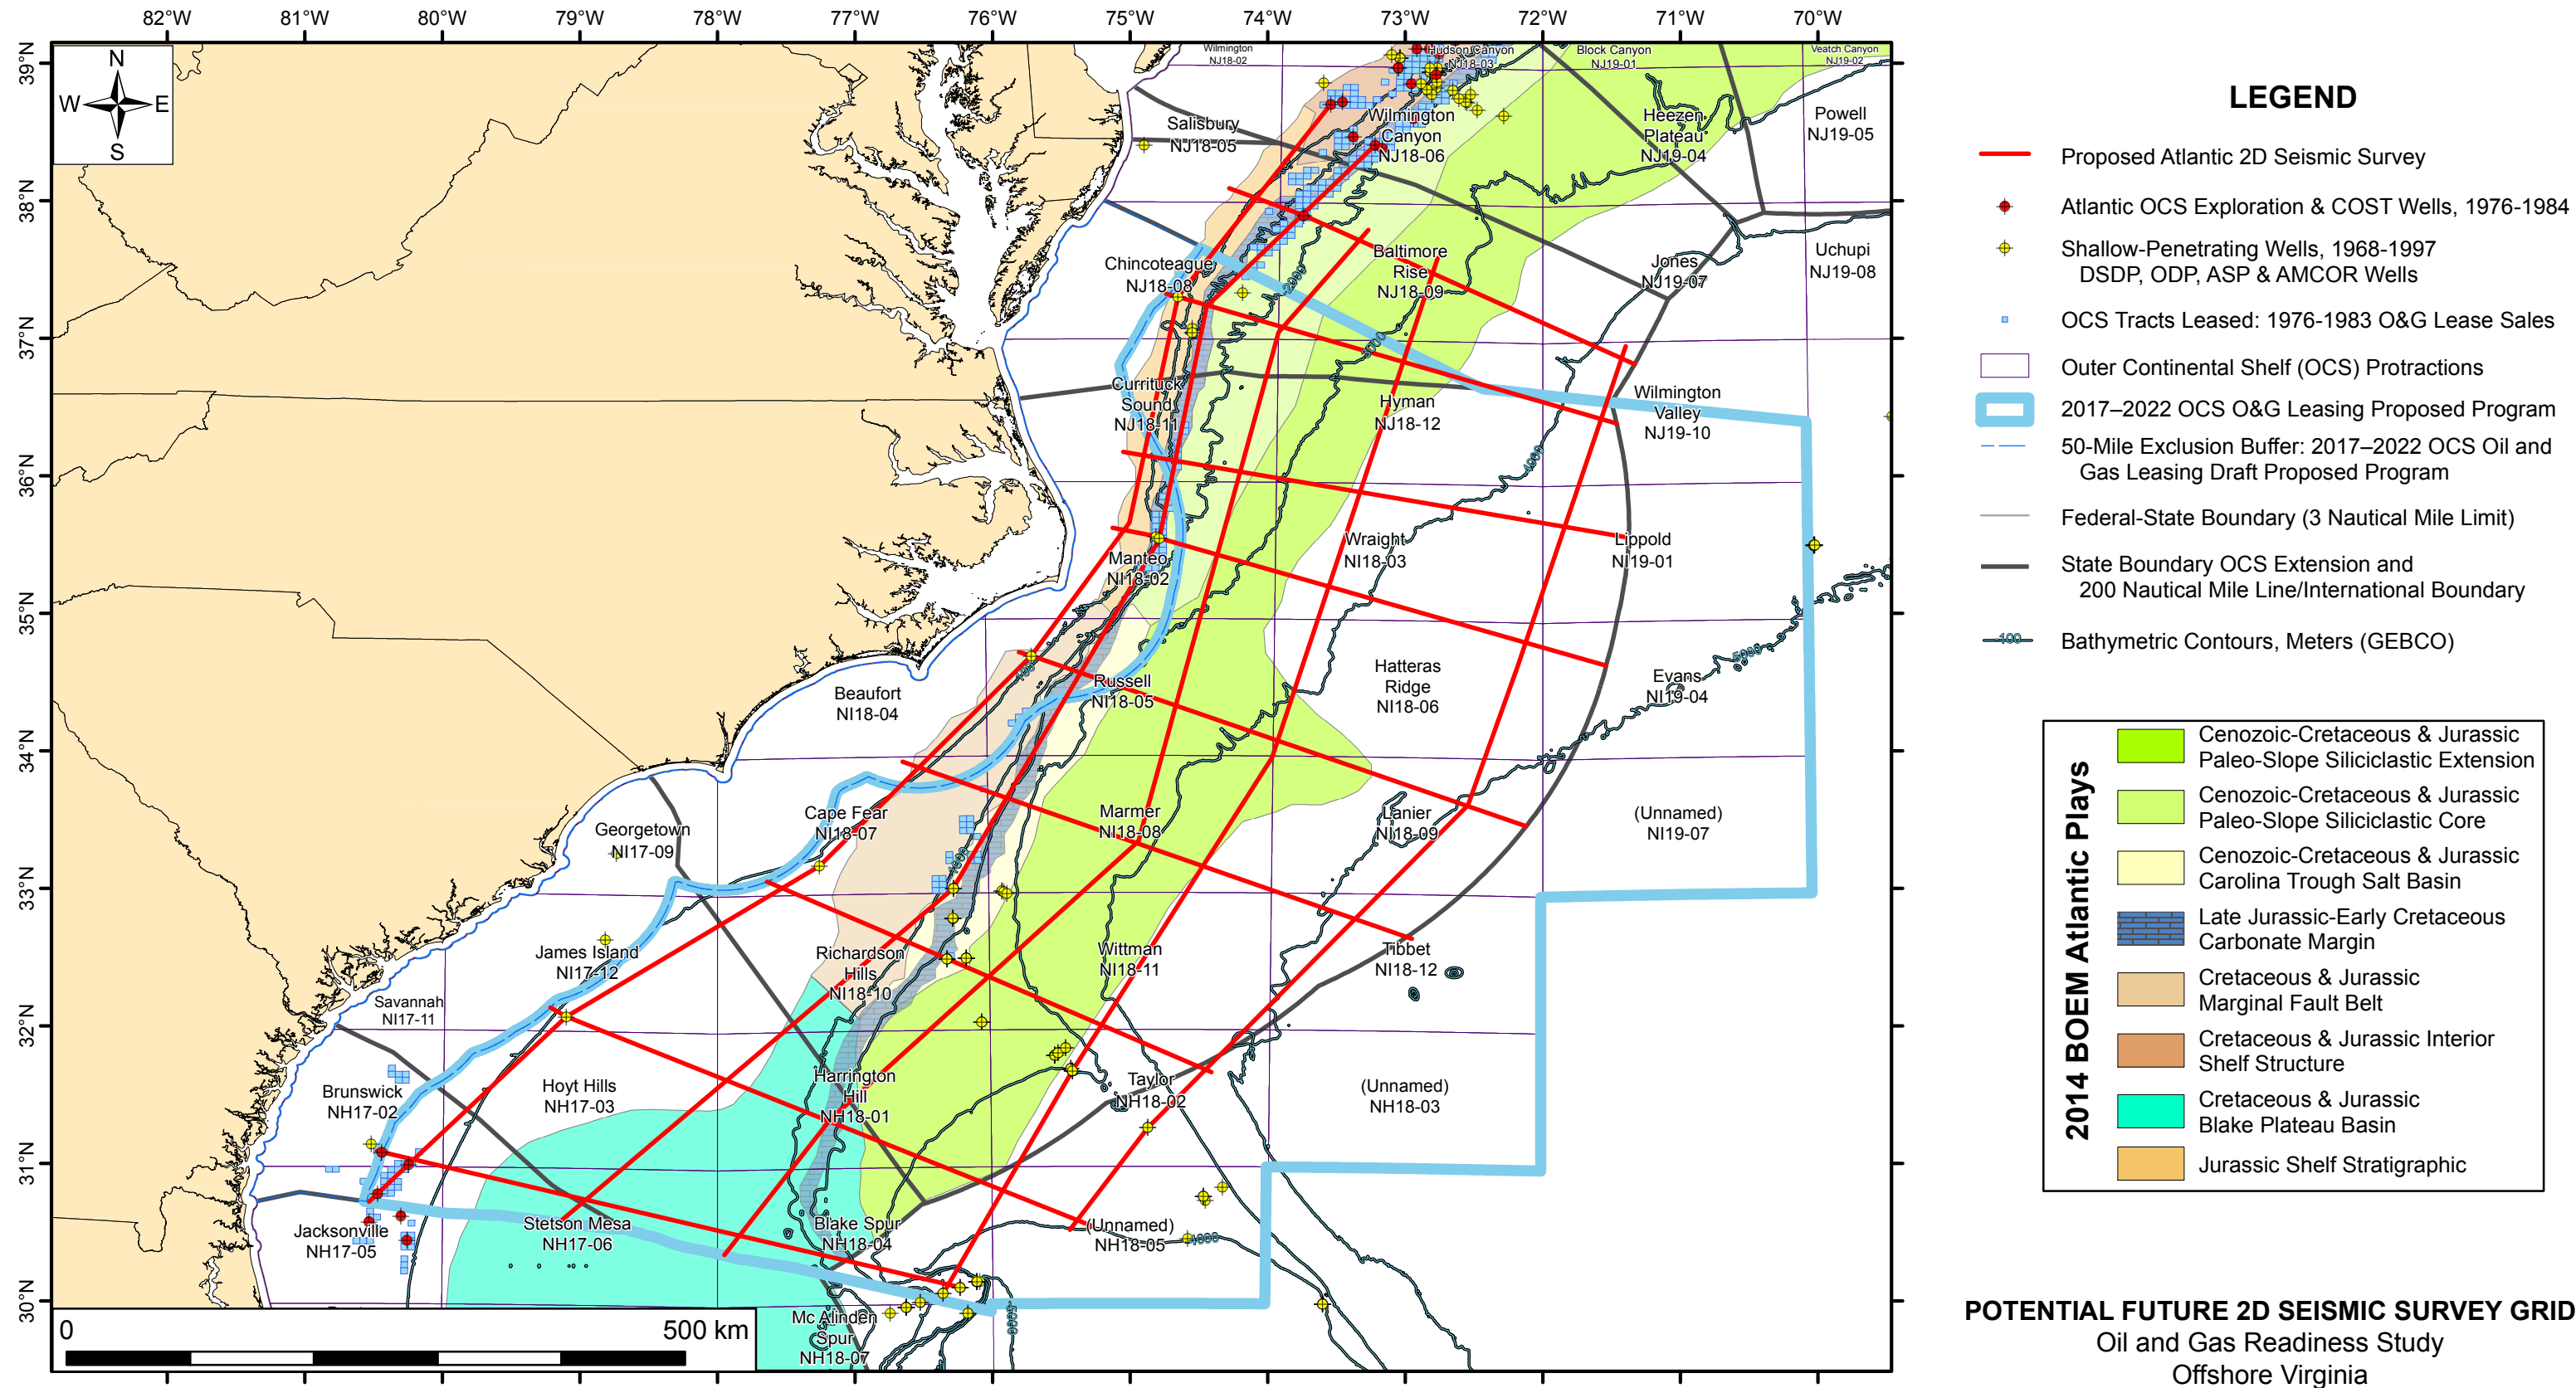 82°W 81°W 80°W 79°W 78°W 77°W 76°W 75°W 74°W 73°W 72°W 71°W 70°W
39°N
38°N
37°N
36°N
35°N
34°N
33°N
32°N
31°N
30°N
N
W E
S
Wilmington
NJ18-02
Hudson Canyon
NJ18-03
Block Canyon
NJ19-01
Veatch Canyon
NJ19-02
Salisbury
NJ18-05
Wilmington
Canyon
NJ18-06
Heezen
Plateau
NJ19-04
Powell
NJ19-05
Chincoteague
NJ18-08
Baltimore
Rise
NJ18-09
Jones
NJ19-07
Uchupi
NJ19-08
-2000
-3000
Currituck
Sound
NJ18-11
Hyman
NJ18-12
Wilmington
Valley
NJ19-10
-4000
Manteo
NI18-02
Wraight
NI18-03
Lippold
NI19-01
Beaufort
NI18-04
-100
Russell
NI18-05
Hatteras
Ridge
NI18-06
Evans
NI19-04
-5000
Georgetown
NI17-09
Cape Fear
NI18-07
Marmer
NI18-08
Lanier
NI18-09
(Unnamed)
NI19-07
-1000
James Island
NI17-12
Richardson
Hills
NI18-10
Wittman
NI18-11
Tibbet
NI18-12
Savannah
NI17-11
Brunswick
NH17-02
Hoyt Hills
NH17-03
Harrington
Hill
NH18-01
Taylor
NH18-02
(Unnamed)
NH18-03
Jacksonville
NH17-05
Stetson Mesa
NH17-06
Blake Spur
NH18-04
(Unnamed)
NH18-05
-4000
-5000
Mc Alinden
Spur
NH18-07
0 500 km
LEGEND
Proposed Atlantic 2D Seismic Survey
Atlantic OCS Exploration & COST Wells, 1976-1984
Shallow-Penetrating Wells, 1968-1997
DSDP, ODP, ASP & AMCOR Wells
OCS Tracts Leased: 1976-1983 O&G Lease Sales
Outer Continental Shelf (OCS) Protractions
2017–2022 OCS O&G Leasing Proposed Program
50-Mile Exclusion Buffer: 2017–2022 OCS Oil and
Gas Leasing Draft Proposed Program
Federal-State Boundary (3 Nautical Mile Limit)
State Boundary OCS Extension and
200 Nautical Mile Line/International Boundary
-100 Bathymetric Contours, Meters (GEBCO)
2014 BOEM Atlantic Plays
Cenozoic-Cretaceous & Jurassic
Paleo-Slope Siliciclastic Extension
Cenozoic-Cretaceous & Jurassic
Paleo-Slope Siliciclastic Core
Cenozoic-Cretaceous & Jurassic
Carolina Trough Salt Basin
Late Jurassic-Early Cretaceous
Carbonate Margin
Cretaceous & Jurassic
Marginal Fault Belt
Cretaceous & Jurassic Interior
Shelf Structure
Cretaceous & Jurassic
Blake Plateau Basin
Jurassic Shelf Stratigraphic
POTENTIAL FUTURE 2D SEISMIC SURVEY GRID
Oil and Gas Readiness Study
Offshore Virginia